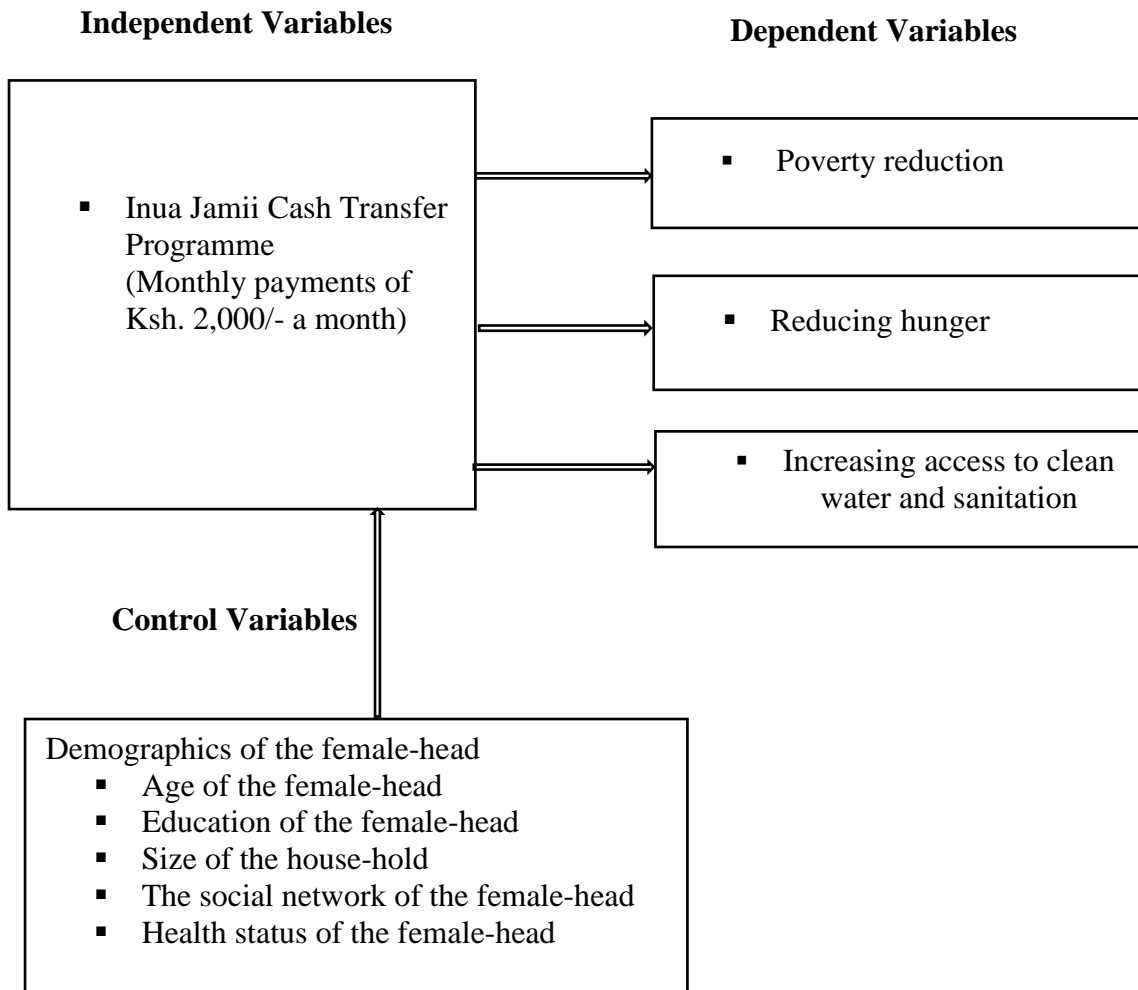 Independent Variables
Dependent Variables
▪ Inua Jamii Cash Transfer
Programme
(Monthly payments of
Ksh. 2,000/- a month)
▪ Poverty reduction
▪ Reducing hunger
▪ Increasing access to clean
water and sanitation
Control Variables
Demographics of the female-head
▪ Age of the female-head
▪ Education of the female-head
▪ Size of the house-hold
▪ The social network of the female-head
▪ Health status of the female-head